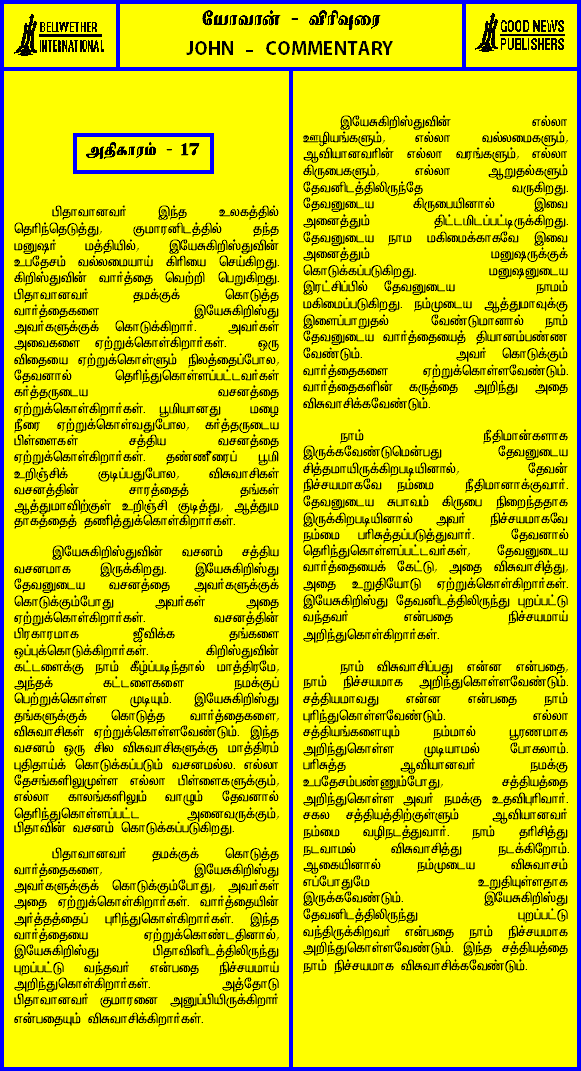 BELLWETHER
INTERNATIONAL
யோவான் - விரிவுரை
JOHN - COMMENTARY
GOOD NEWS
PUBLISHERS
அதிகாரம் - 17
பிதாவானவர் இந்த உலகத்தில்
தெரிந்தெடுத்து, குமாரனிடத்தில் தந்த
மனுஷர் மத்தியில், இயேசுகிறிஸ்துவின்
உபதேசம் வல்லமையாய் கிரியை செய்கிறது.
கிறிஸ்துவின் வார்த்தை வெற்றி பெறுகிறது.
பிதாவானவர் தமக்குக் கொடுத்த
வார்த்தைகளை இயேசுகிறிஸ்து
அவர்களுக்குக் கொடுக்கிறார். அவர்கள்
அவைகளை ஏற்றுக்கொள்கிறார்கள். ஒரு
விதையை ஏற்றுக்கொள்ளும் நிலத்தைப்போல,
தேவனால் தெரிந்துகொள்ளப்பட்டவர்கள்
கர்த்தருடைய வசனத்தை
ஏற்றுக்கொள்கிறார்கள். பூமியானது மழை
நீரை ஏற்றுக்கொள்வதுபோல, கர்த்தருடைய
பிள்ளைகள் சத்திய வசனத்தை
ஏற்றுக்கொள்கிறார்கள். தண்ணீரைப் பூமி
உறிஞ்சிக் குடிப்பதுபோல, விசுவாசிகள்
வசனத்தின் சாரத்தைத் தங்கள்
ஆத்துமாவிற்குள் உறிஞ்சி குடித்து, ஆத்தும
தாகத்தைத் தணித்துக்கொள்கிறார்கள்.
இயேசுகிறிஸ்துவின் வசனம் சத்திய
வசனமாக இருக்கிறது. இயேசுகிறிஸ்து
தேவனுடைய வசனத்தை அவர்களுக்குக்
கொடுக்கும்போது அவர்கள் அதை
ஏற்றுக்கொள்கிறார்கள். வசனத்தின்
பிரகாரமாக ஜீவிக்க தங்களை
ஒப்புக்கொடுக்கிறார்கள். கிறிஸ்துவின்
கட்டளைக்கு நாம் கீழ்ப்படிந்தால் மாத்திரமே,
அந்தக் கட்டளைகளை நமக்குப்
பெற்றுக்கொள்ள முடியும். இயேசுகிறிஸ்து
தங்களுக்குக் கொடுத்த வார்த்தைகளை,
விசுவாசிகள் ஏற்றுக்கொள்ளவேண்டும். இந்த
வசனம் ஒரு சில விசுவாசிகளுக்கு மாத்திரம்
புதிதாய்க் கொடுக்கப்படும் வசனமல்ல. எல்லா
தேசங்களிலுமுள்ள எல்லா பிள்ளைகளுக்கும்,
எல்லா காலங்களிலும் வாழும் தேவனால்
தெரிந்துகொள்ளப்பட்ட அனைவருக்கும்,
பிதாவின் வசனம் கொடுக்கப்படுகிறது.
பிதாவானவர் தமக்குக் கொடுத்த
வார்த்தைகளை, இயேசுகிறிஸ்து
அவர்களுக்குக் கொடுக்கும்போது, அவர்கள்
அதை ஏற்றுக்கொள்கிறார்கள். வார்த்தையின்
அர்த்தத்தைப் புரிந்துகொள்கிறார்கள். இந்த
வார்த்தையை ஏற்றுக்கொண்டதினால்,
இயேசுகிறிஸ்து பிதாவினிடத்திலிருந்து
புறப்பட்டு வந்தவர் என்பதை நிச்சயமாய்
அறிந்துகொள்கிறார்கள். அத்தோடு
பிதாவானவர் குமாரனை அனுப்பியிருக்கிறார்
என்பதையும் விசுவாசிக்கிறார்கள்.
இயேசுகிறிஸ்துவின் எல்லா
ஊழியங்களும், எல்லா வல்லமைகளும்,
ஆவியானவரின் எல்லா வரங்களும், எல்லா
கிருபைகளும், எல்லா ஆறுதல்களும்
தேவனிடத்திலிருந்தே வருகிறது.
தேவனுடைய கிருபையினால் இவை
அனைத்தும் திட்டமிடப்பட்டிருக்கிறது.
தேவனுடைய நாம மகிமைக்காகவே இவை
அனைத்தும் மனுஷருக்குக்
கொடுக்கப்படுகிறது. மனுஷனுடைய
இரட்சிப்பில் தேவனுடைய நாமம்
மகிமைப்படுகிறது. நம்முடைய ஆத்துமாவுக்கு
இளைப்பாறுதல் வேண்டுமானால் நாம்
தேவனுடைய வார்த்தையைத் தியானம்பண்ண
வேண்டும். அவர் கொடுக்கும்
வார்த்தைகளை ஏற்றுக்கொள்ளவேண்டும்.
வார்த்தைகளின் கருத்தை அறிந்து அதை
விசுவாசிக்கவேண்டும்.
நாம் நீதிமான்களாக
இருக்கவேண்டுமென்பது தேவனுடைய
சித்தமாயிருக்கிறபடியினால், தேவன்
நிச்சயமாகவே நம்மை நீதிமானாக்குவார்.
தேவனுடைய சுபாவம் கிருபை நிறைந்ததாக
இருக்கிறபடியினால் அவர் நிச்சயமாகவே
நம்மை பரிசுத்தப்படுத்துவார். தேவனால்
தெரிந்துகொள்ளப்பட்டவர்கள், தேவனுடைய
வார்த்தையைக் கேட்டு, அதை விசுவாசித்து,
அதை உறுதியோடு ஏற்றுக்கொள்கிறார்கள்.
இயேசுகிறிஸ்து தேவனிடத்திலிருந்து புறப்பட்டு
வந்தவர் என்பதை நிச்சயமாய்
அறிந்துகொள்கிறார்கள்.
நாம் விசுவாசிப்பது என்ன என்பதை,
நாம் நிச்சயமாக அறிந்துகொள்ளவேண்டும்.
சத்தியமாவது என்ன என்பதை நாம்
புரிந்துகொள்ளவேண்டும். எல்லா
சத்தியங்களையும் நம்மால் பூரணமாக
அறிந்துகொள்ள முடியாமல் போகலாம்.
பரிசுத்த ஆவியானவர் நமக்கு
உபதேசம்பண்ணும்போது, சத்தியத்தை
அறிந்துகொள்ள அவர் நமக்கு உதவிபுரிவார்.
சகல சத்தியத்திற்குள்ளும் ஆவியானவர்
நம்மை வழிநடத்துவார். நாம் தரிசித்து
நடவாமல் விசுவாசித்து நடக்கிறோம்.
ஆகையினால் நம்முடைய விசுவாசம்
எப்போதுமே உறுதியுள்ளதாக
இருக்கவேண்டும். இயேசுகிறிஸ்து
தேவனிடத்திலிருந்து புறப்பட்டு
வந்திருக்கிறவர் என்பதை நாம் நிச்சயமாக
அறிந்துகொள்ளவேண்டும். இந்த சத்தியத்தை
நாம் நிச்சயமாக விசுவாசிக்கவேண்டும்.